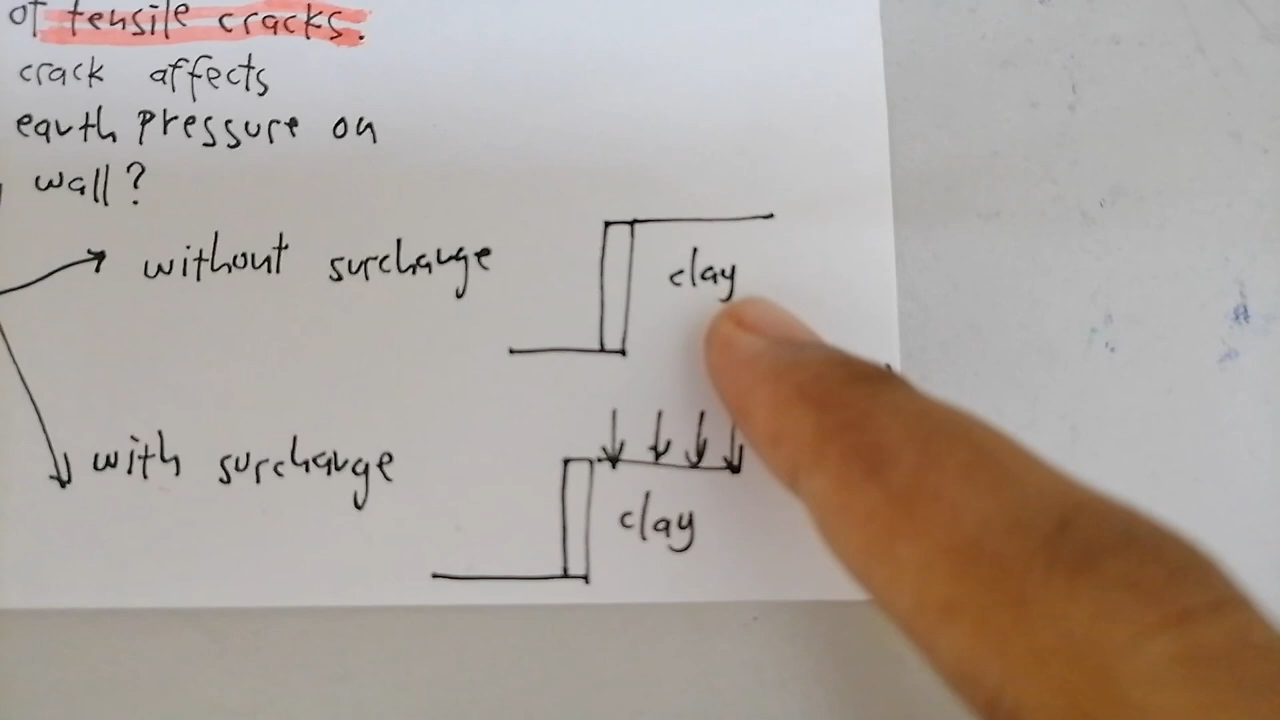 of tensile cracks.
crack affects
earth pressure on
wall?
without surcharge
clay
with surcharge
clay